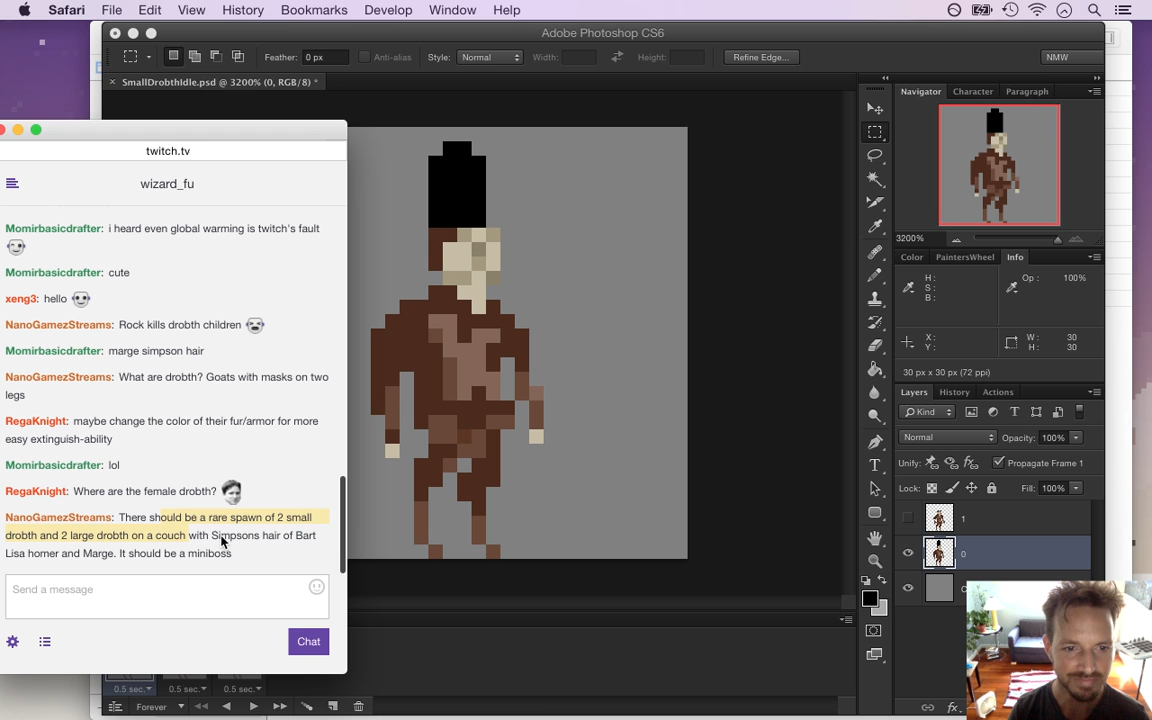 Safari File Edit View History Bookmarks Develop Window Help
Adobe Photoshop CS6
Feather: 0 px Anti-alias Style: Normal Width: Height: Refine Edge... NMW
× SmallDrobthIdle.psd @ 3200% (0, RGB/8) *
Navigator Character Paragraph
3200%
Color PaintersWheel Info
H :
S :
B :
Op : 100%
X :
Y :
W : 30
H : 30
30 px x 30 px (72 ppi)
Layers History Actions
Kind
Normal Opacity: 100%
Unify: Propagate Frame 1
Lock: Fill: 100%
1
0
twitch.tv
wizard_fu
Momirbasicdrafter: i heard even global warming is twitch's fault
Momirbasicdrafter: cute
xeng3: hello
NanoGamezStreams: Rock kills drobth children
Momirbasicdrafter: marge simpson hair
NanoGamezStreams: What are drobth? Goats with masks on two
legs
RegaKnight: maybe change the color of their fur/armor for more
easy extinguish-ability
Momirbasicdrafter: lol
RegaKnight: Where are the female drobth?
NanoGamezStreams: There should be a rare spawn of 2 small
drobth and 2 large drobth on a couch with Simpsons hair of Bart
Lisa homer and Marge. It should be a miniboss
Send a message
Chat
0.5 sec. 0.5 sec. 0.5 sec.
Forever
fx